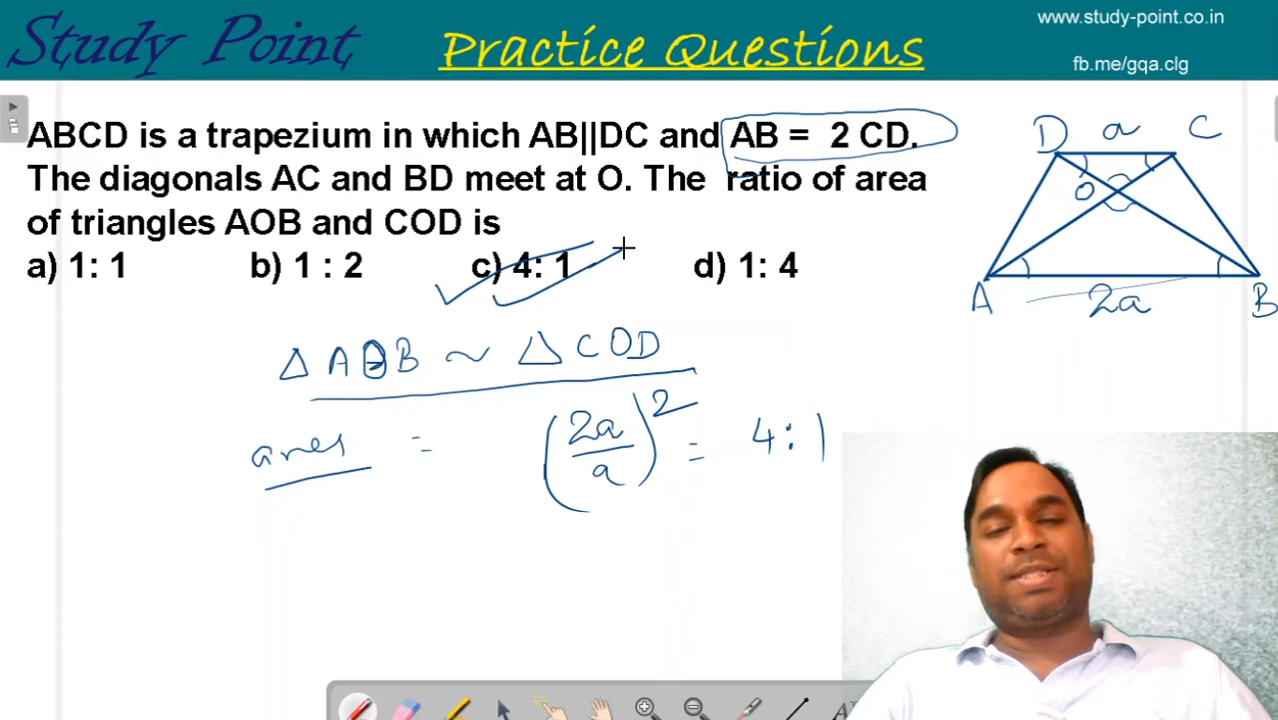 Study Point
Practice Questions
www.study-point.co.in
fb.me/gqa.clg
ABCD is a trapezium in which AB||DC and AB = 2 CD.
The diagonals AC and BD meet at O. The ratio of area
of triangles AOB and COD is
a) 1: 1 b) 1 : 2 c) 4: 1 d) 1: 4
D a C
O
A 2a B
Δ AOB ~ Δ COD
area = (2a/a)² = 4:1